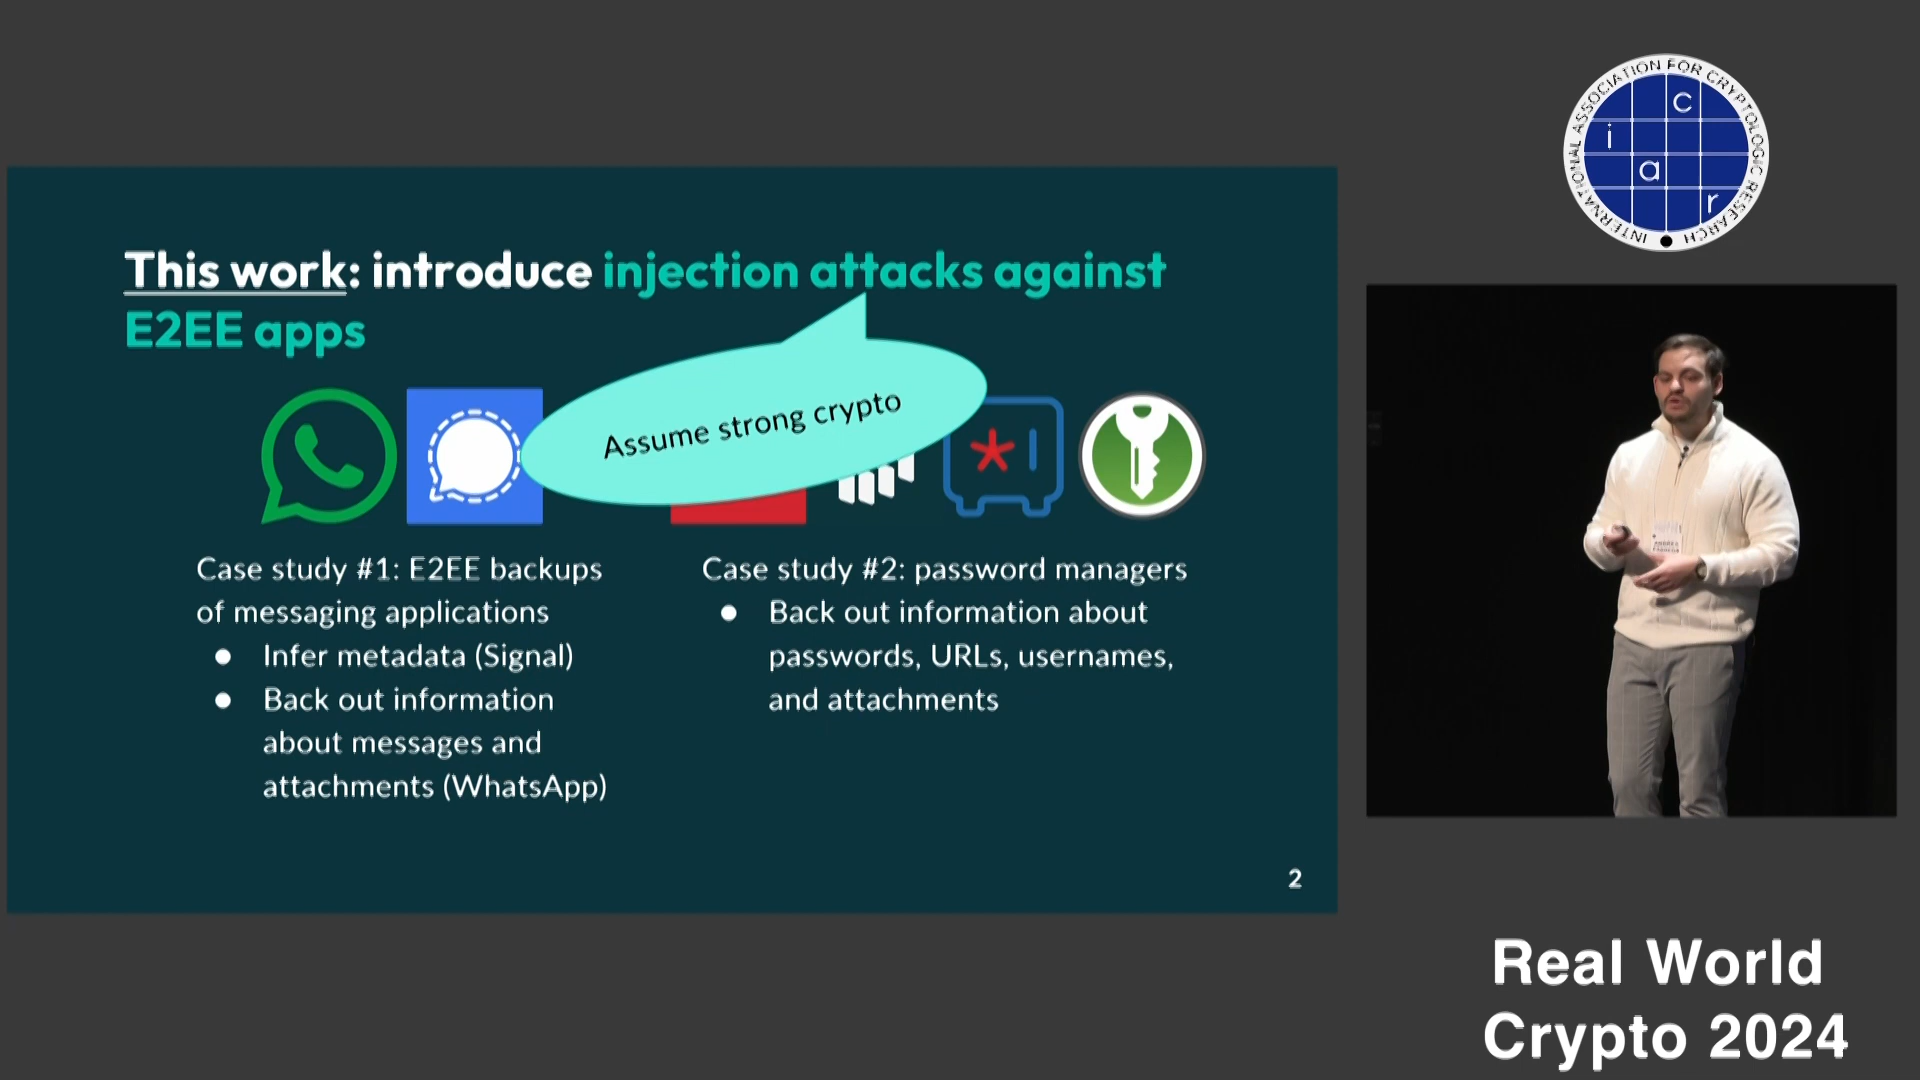 This work: introduce injection attacks against
E2EE apps
Assume strong crypto
Case study #1: E2EE backups
of messaging applications
● Infer metadata (Signal)
● Back out information
about messages and
attachments (WhatsApp)
Case study #2: password managers
● Back out information about
passwords, URLs, usernames,
and attachments
2
INTERNATIONAL ASSOCIATION FOR CRYPTOLOGIC RESEARCH
i a c r
Real World
Crypto 2024